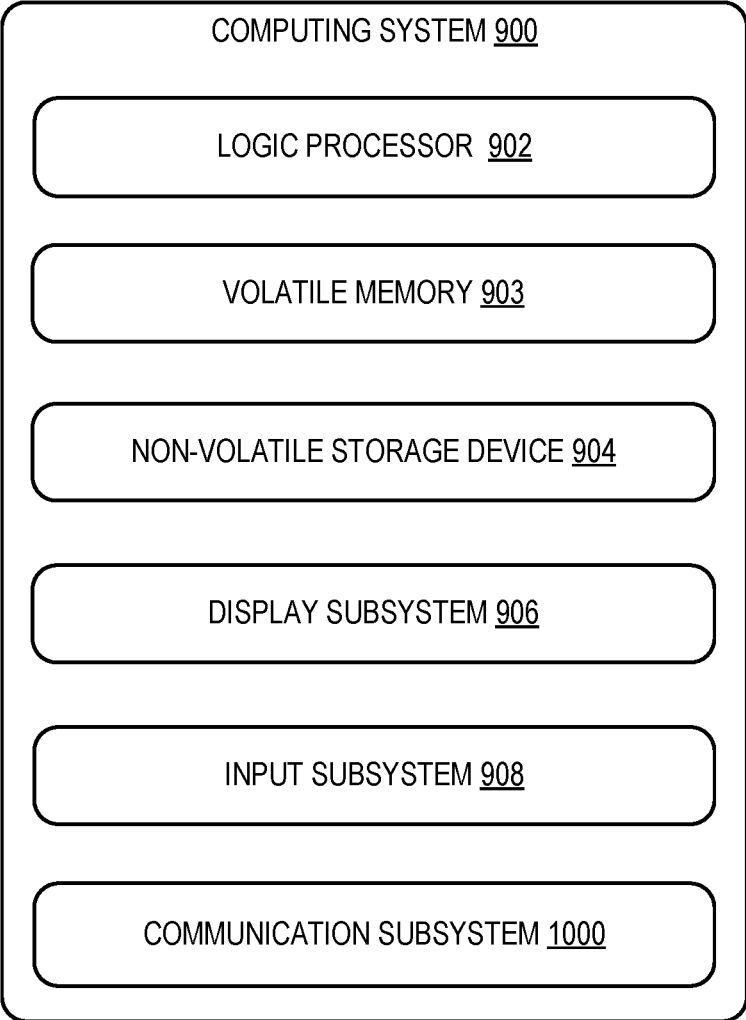 COMPUTING SYSTEM 900
LOGIC PROCESSOR 902
VOLATILE MEMORY 903
NON-VOLATILE STORAGE DEVICE 904
DISPLAY SUBSYSTEM 906
INPUT SUBSYSTEM 908
COMMUNICATION SUBSYSTEM 1000